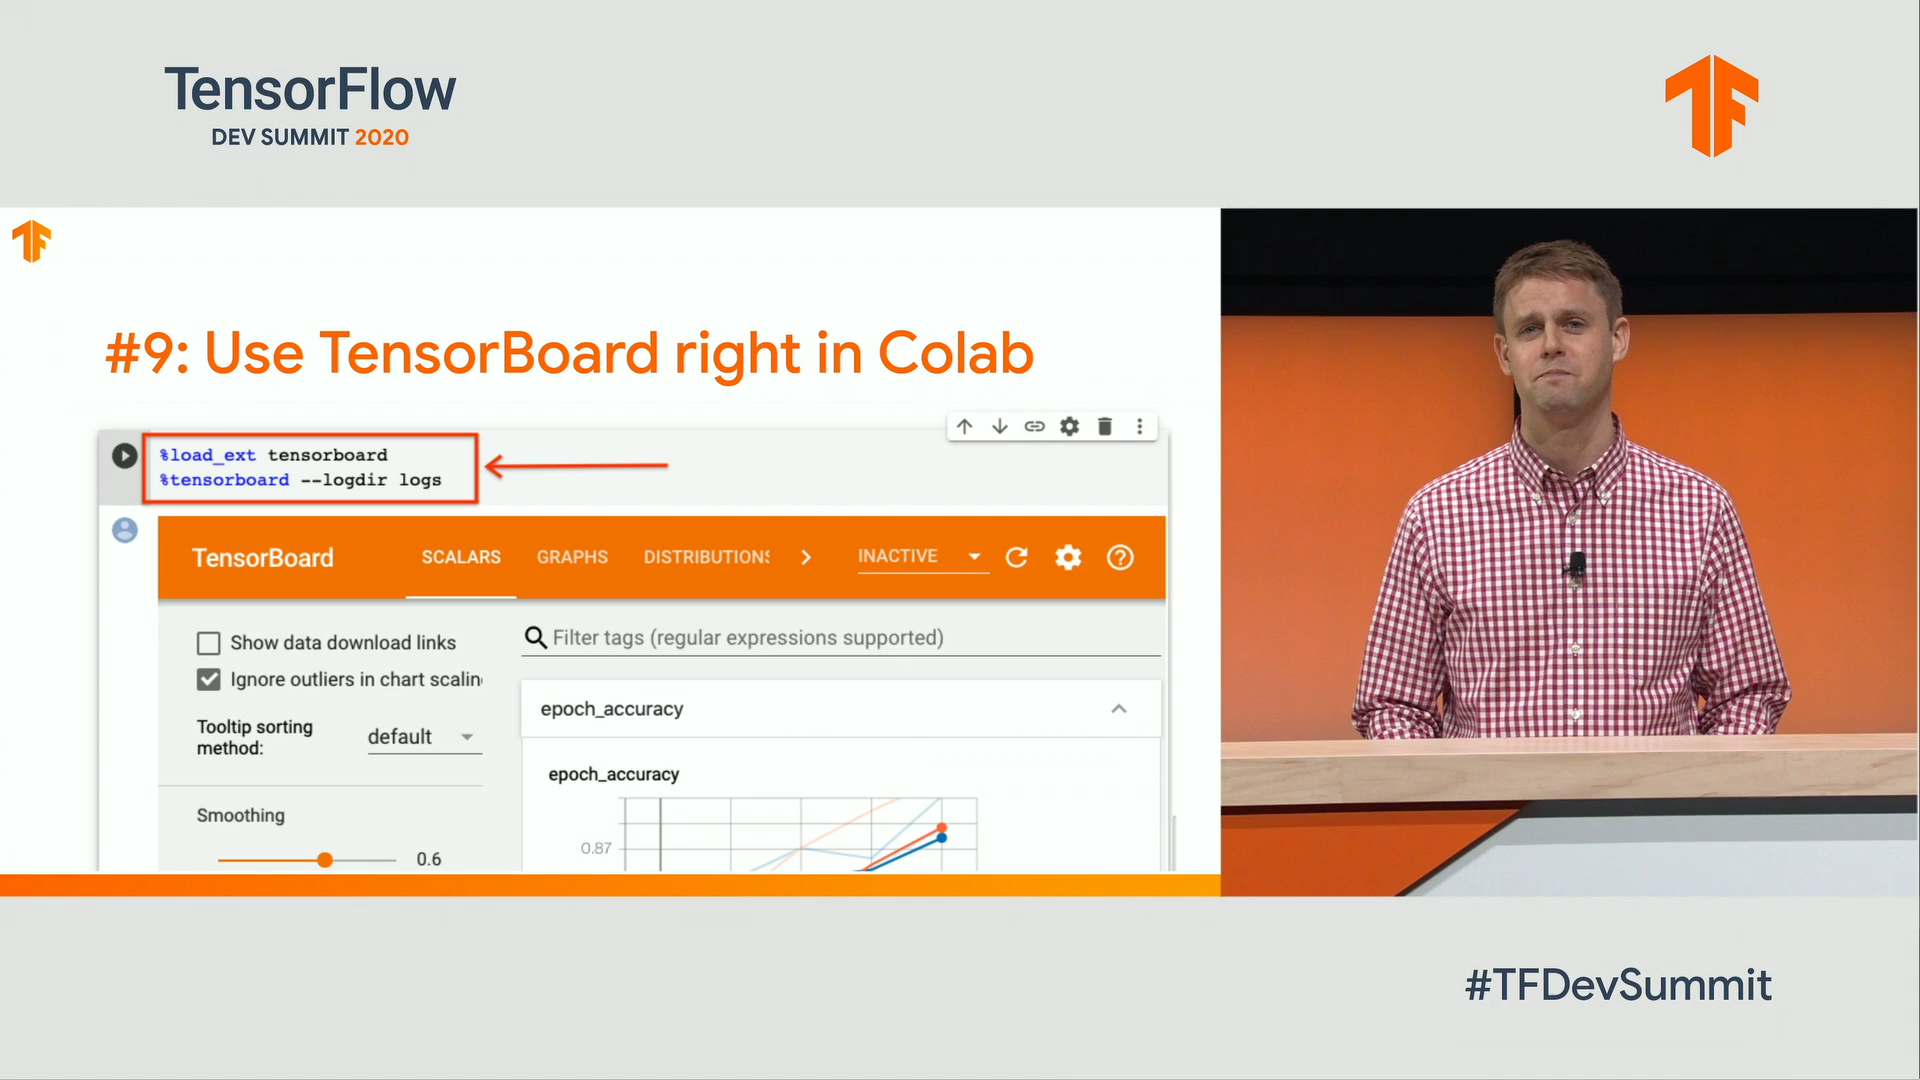 TensorFlow
DEV SUMMIT 2020
#9: Use TensorBoard right in Colab
%load_ext tensorboard
%tensorboard --logdir logs
TensorBoard
SCALARS
GRAPHS
DISTRIBUTIONS
INACTIVE
Show data download links
Ignore outliers in chart scalin
Filter tags (regular expressions supported)
Tooltip sorting
method:
default
epoch_accuracy
epoch_accuracy
Smoothing
0.6
0.87
#TFDevSummit